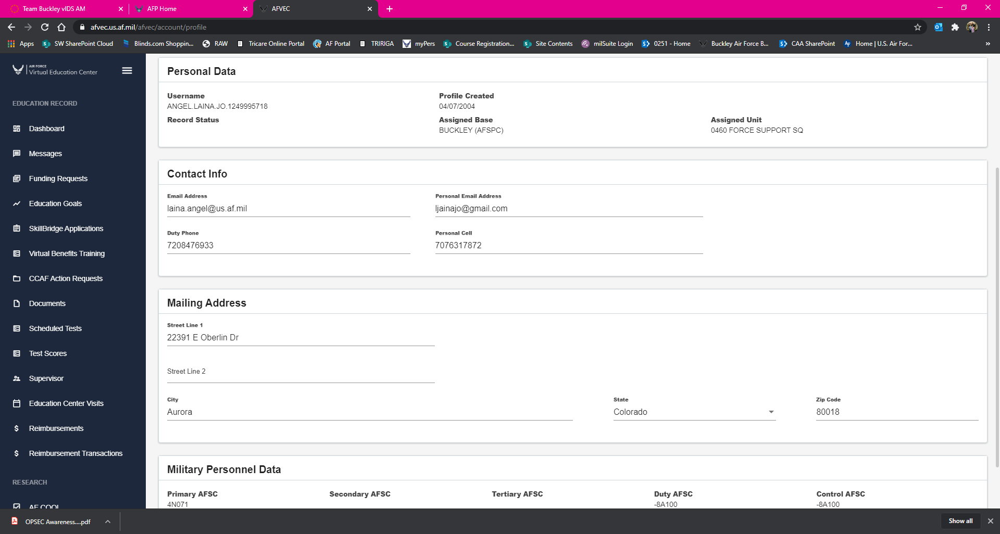 Team Buckley vIDS AM
AFP Home
AFVEC
afvec.us.af.mil/afvec/account/profile
Apps
SW SharePoint Cloud
Blinds.com Shoppin...
RAW
Tricare Online Portal
AF Portal
TRIRIGA
myPers
Course Registration...
Site Contents
milSuite Login
0251 - Home
Buckley Air Force B...
CAA SharePoint
Home | U.S. Air For...
»
AIR FORCE
Virtual Education Center
EDUCATION RECORD
Dashboard
Messages
Funding Requests
Education Goals
SkillBridge Applications
Virtual Benefits Training
CCAF Action Requests
Documents
Scheduled Tests
Test Scores
Supervisor
Education Center Visits
Reimbursements
Reimbursement Transactions
RESEARCH
AF COOL
Personal Data
Username
ANGEL.LAINA.JO.1249995718
Profile Created
04/07/2004
Record Status
Assigned Base
BUCKLEY (AFSPC)
Assigned Unit
0460 FORCE SUPPORT SQ
Contact Info
Email Address
laina.angel@us.af.mil
Personal Email Address
ljainajo@gmail.com
Duty Phone
7208476933
Personal Cell
7076317872
Mailing Address
Street Line 1
22391 E Oberlin Dr
Street Line 2
City
Aurora
State
Colorado
Zip Code
80018
Military Personnel Data
Primary AFSC
4N071
Secondary AFSC
Tertiary AFSC
Duty AFSC
-8A100
Control AFSC
-8A100
OPSEC Awareness....pdf
Show all